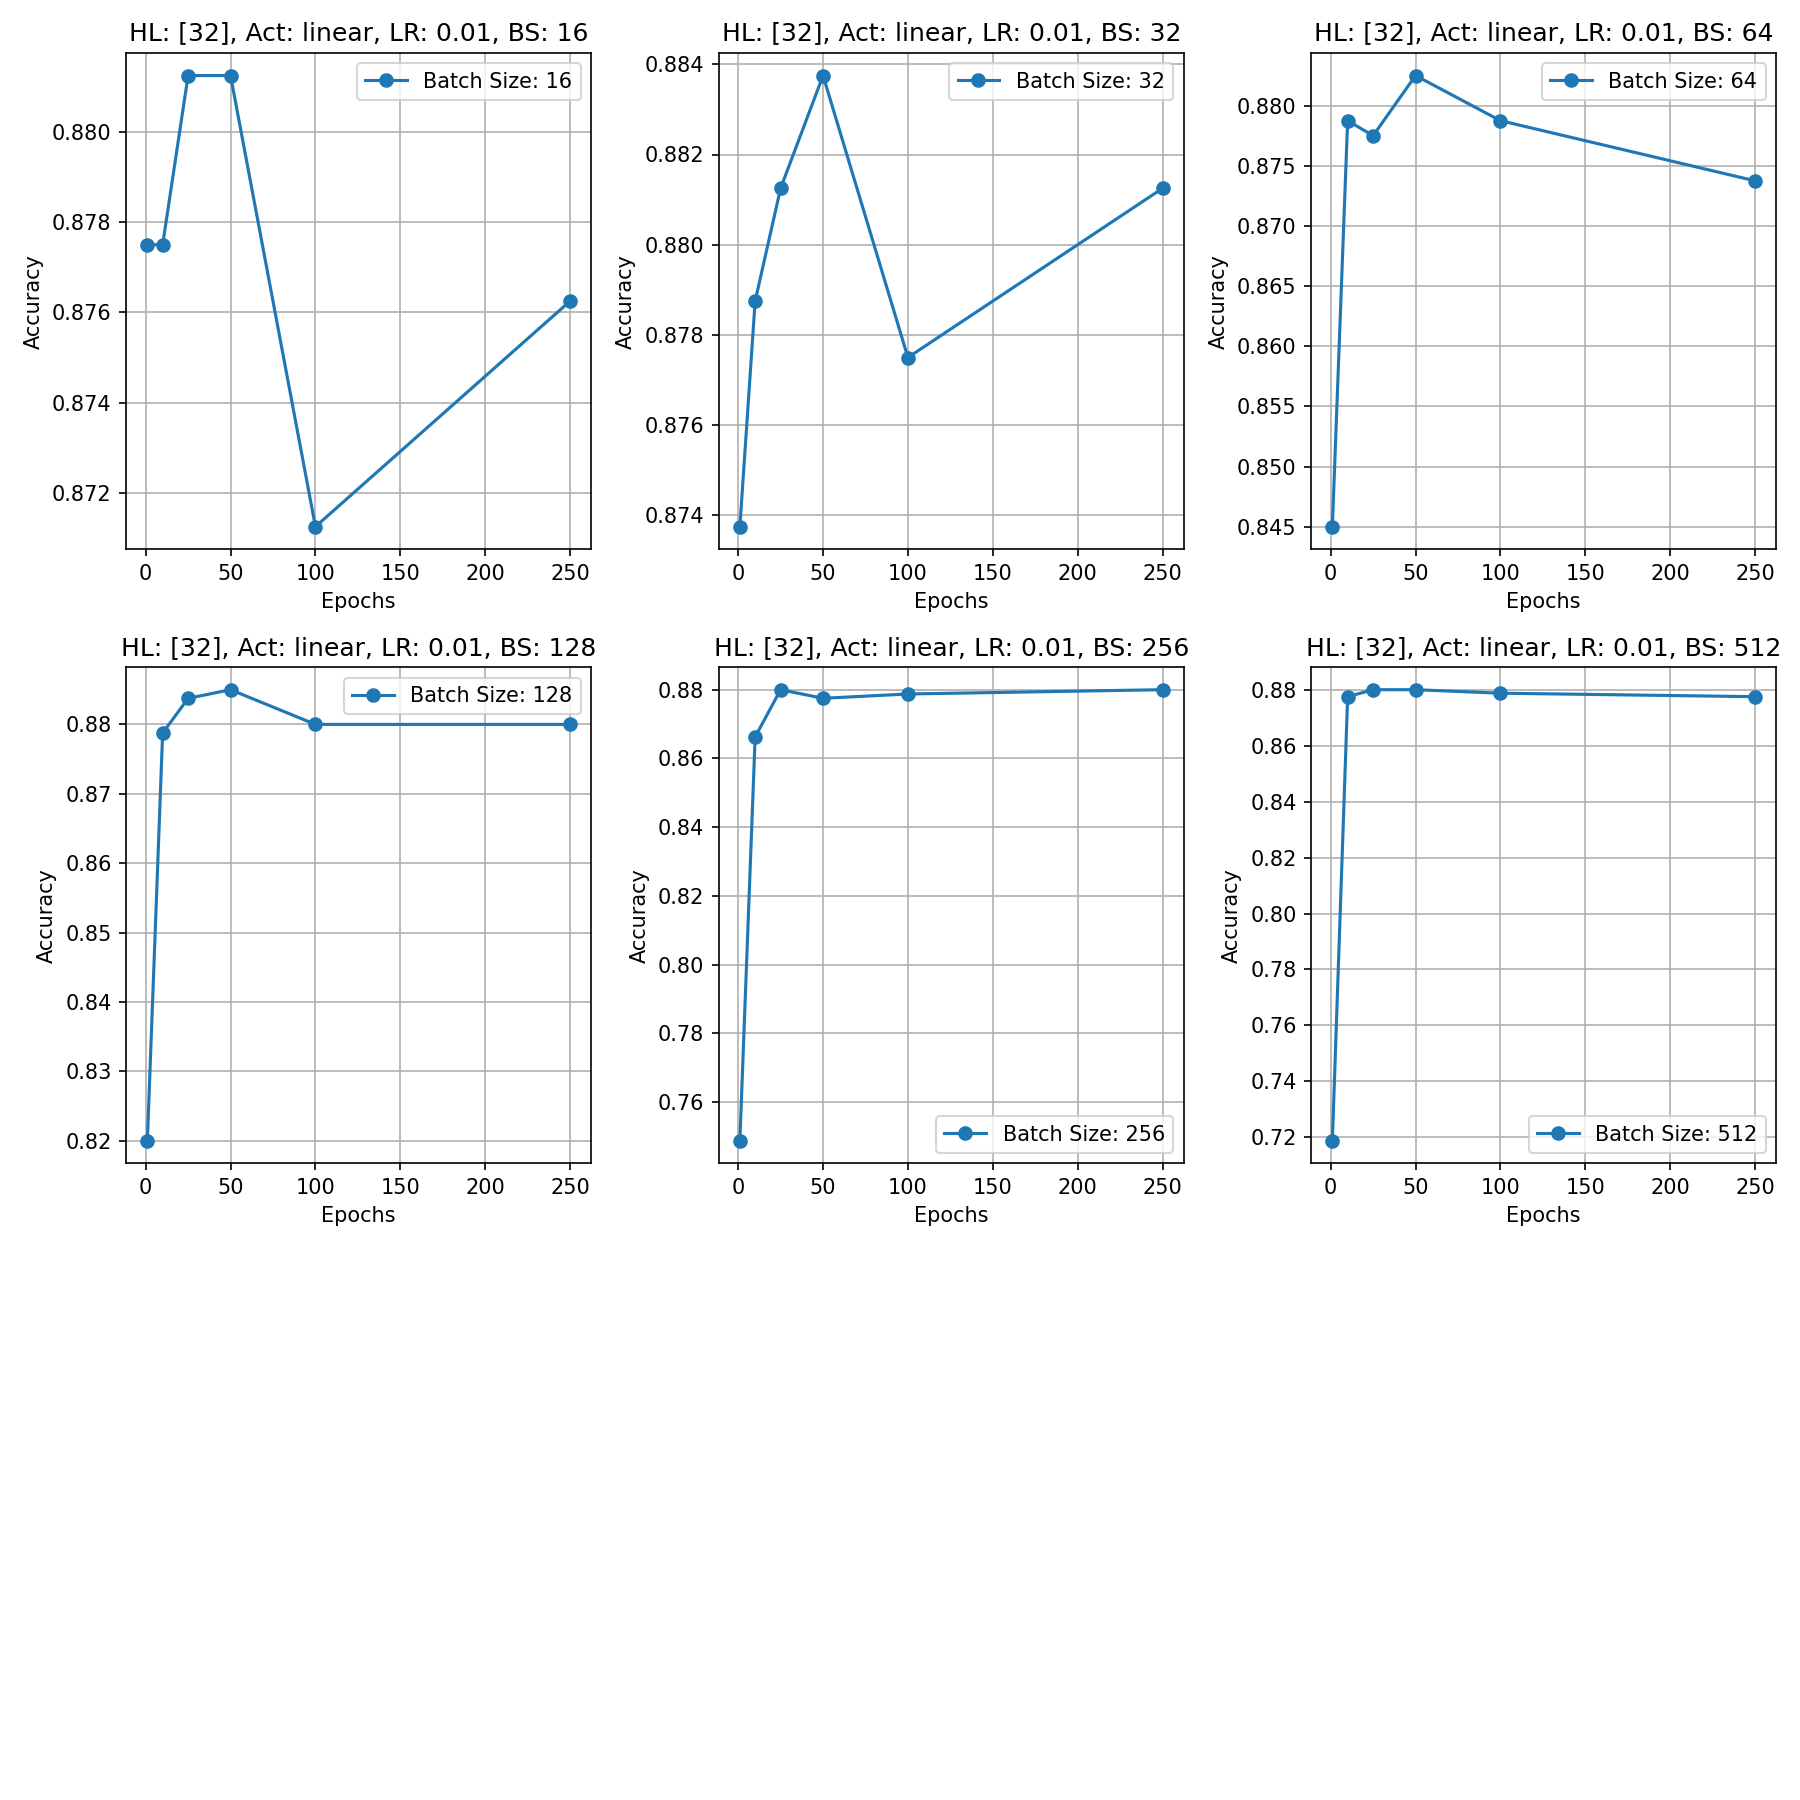 HL: [32], Act: linear, LR: 0.01, BS: 16
Batch Size: 16
0.880
0.878
0.876
0.874
0.872
Accuracy
0 50 100 150 200 250
Epochs
HL: [32], Act: linear, LR: 0.01, BS: 32
Batch Size: 32
0.884
0.882
0.880
0.878
0.876
0.874
Accuracy
0 50 100 150 200 250
Epochs
HL: [32], Act: linear, LR: 0.01, BS: 64
Batch Size: 64
0.880
0.875
0.870
0.865
0.860
0.855
0.850
0.845
Accuracy
0 50 100 150 200 250
Epochs
HL: [32], Act: linear, LR: 0.01, BS: 128
Batch Size: 128
0.88
0.87
0.86
0.85
0.84
0.83
0.82
Accuracy
0 50 100 150 200 250
Epochs
HL: [32], Act: linear, LR: 0.01, BS: 256
0.88
0.86
0.84
0.82
0.80
0.78
0.76
Accuracy
Batch Size: 256
0 50 100 150 200 250
Epochs
HL: [32], Act: linear, LR: 0.01, BS: 512
0.88
0.86
0.84
0.82
0.80
0.78
0.76
0.74
0.72
Accuracy
Batch Size: 512
0 50 100 150 200 250
Epochs